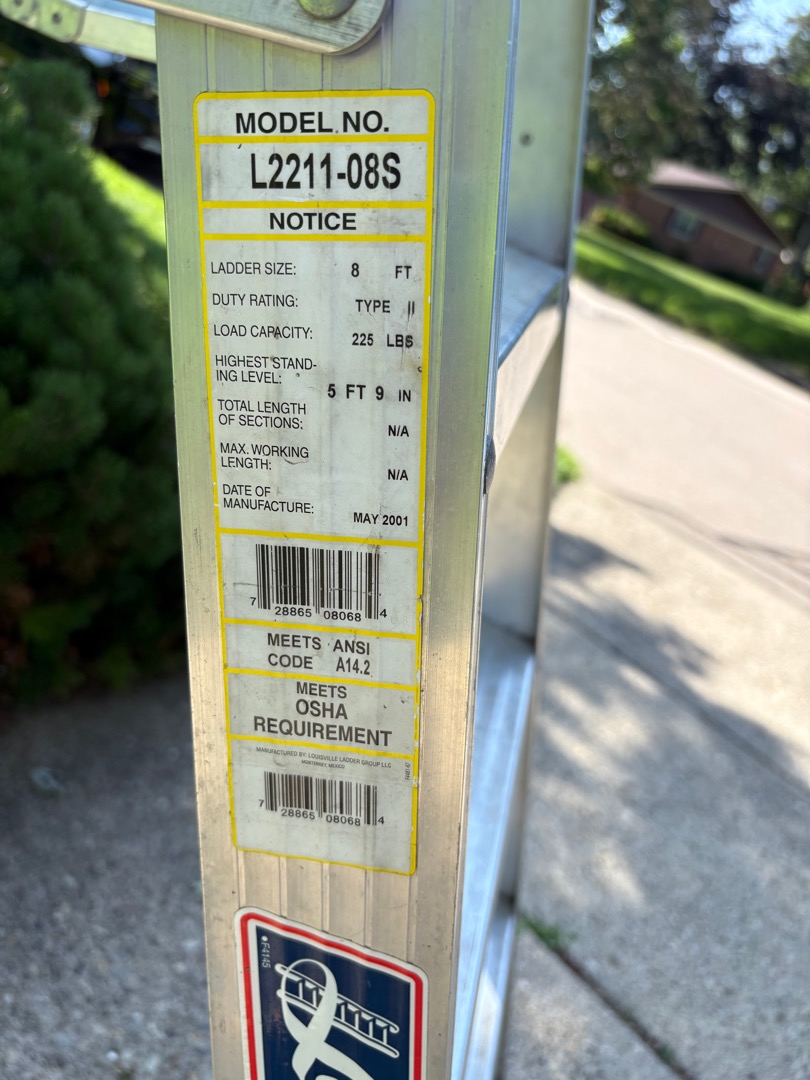 MODEL NO.
L2211-08S
NOTICE
LADDER SIZE: 8 FT
DUTY RATING: TYPE II
LOAD CAPACITY: 225 LBS
HIGHEST STAND-
ING LEVEL: 5 FT 9 IN
TOTAL LENGTH
OF SECTIONS: N/A
MAX. WORKING
LENGTH: N/A
DATE OF
MANUFACTURE: MAY 2001
7 28865 08068 4
MEETS ANSI
CODE A14.2
MEETS
OSHA
REQUIREMENT
MANUFACTURED BY: LOUISVILLE LADDER GROUP LLC
MONTERREY, MEXICO
7 28865 08068 4
F4145